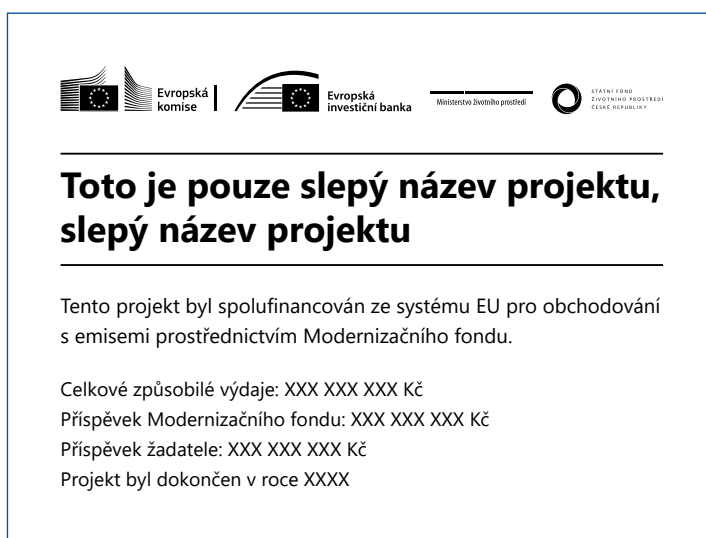 Evropská
komise
Evropská
investiční banka
Ministerstvo životního prostředí
STÁTNÍ FOND
ŽIVOTNÍHO PROSTŘEDÍ
ČESKÉ REPUBLIKY
Toto je pouze slepý název projektu,
slepý název projektu
Tento projekt byl spolufinancován ze systému EU pro obchodování
s emisemi prostřednictvím Modernizačního fondu.
Celkové způsobilé výdaje: XXX XXX XXX Kč
Příspěvek Modernizačního fondu: XXX XXX XXX Kč
Příspěvek žadatele: XXX XXX XXX Kč
Projekt byl dokončen v roce XXXX